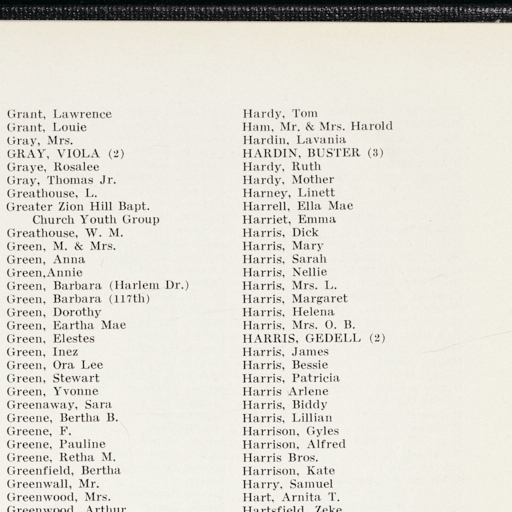 Grant, Lawrence
Grant, Louie
Gray, Mrs.
GRAY, VIOLA (2)
Graye, Rosalee
Gray, Thomas Jr.
Greathouse, L.
Greater Zion Hill Bapt.
Church Youth Group
Greathouse, W. M.
Green, M. & Mrs.
Green, Anna
Green,Annie
Green, Barbara (Harlem Dr.)
Green, Barbara (117th)
Green, Dorothy
Green, Eartha Mae
Green, Elestes
Green, Inez
Green, Ora Lee
Green, Stewart
Green, Yvonne
Greenaway, Sara
Greene, Bertha B.
Greene, F.
Greene, Pauline
Greene, Retha M.
Greenfield, Bertha
Greenwall, Mr.
Greenwood, Mrs.
Greenwood, Arthur
Hardy, Tom
Ham, Mr. & Mrs. Harold
Hardin, Lavania
HARDIN, BUSTER (3)
Hardy, Ruth
Hardy, Mother
Harney, Linett
Harrell, Ella Mae
Harriet, Emma
Harris, Dick
Harris, Mary
Harris, Sarah
Harris, Nellie
Harris, Mrs. L.
Harris, Margaret
Harris, Helena
Harris, Mrs. O. B.
HARRIS, GEDELL (2)
Harris, James
Harris, Bessie
Harris, Patricia
Harris Arlene
Harris, Biddy
Harris, Lillian
Harrison, Gyles
Harrison, Alfred
Harris Bros.
Harrison, Kate
Harry, Samuel
Hart, Arnita T.
Hartsfield, Zeke